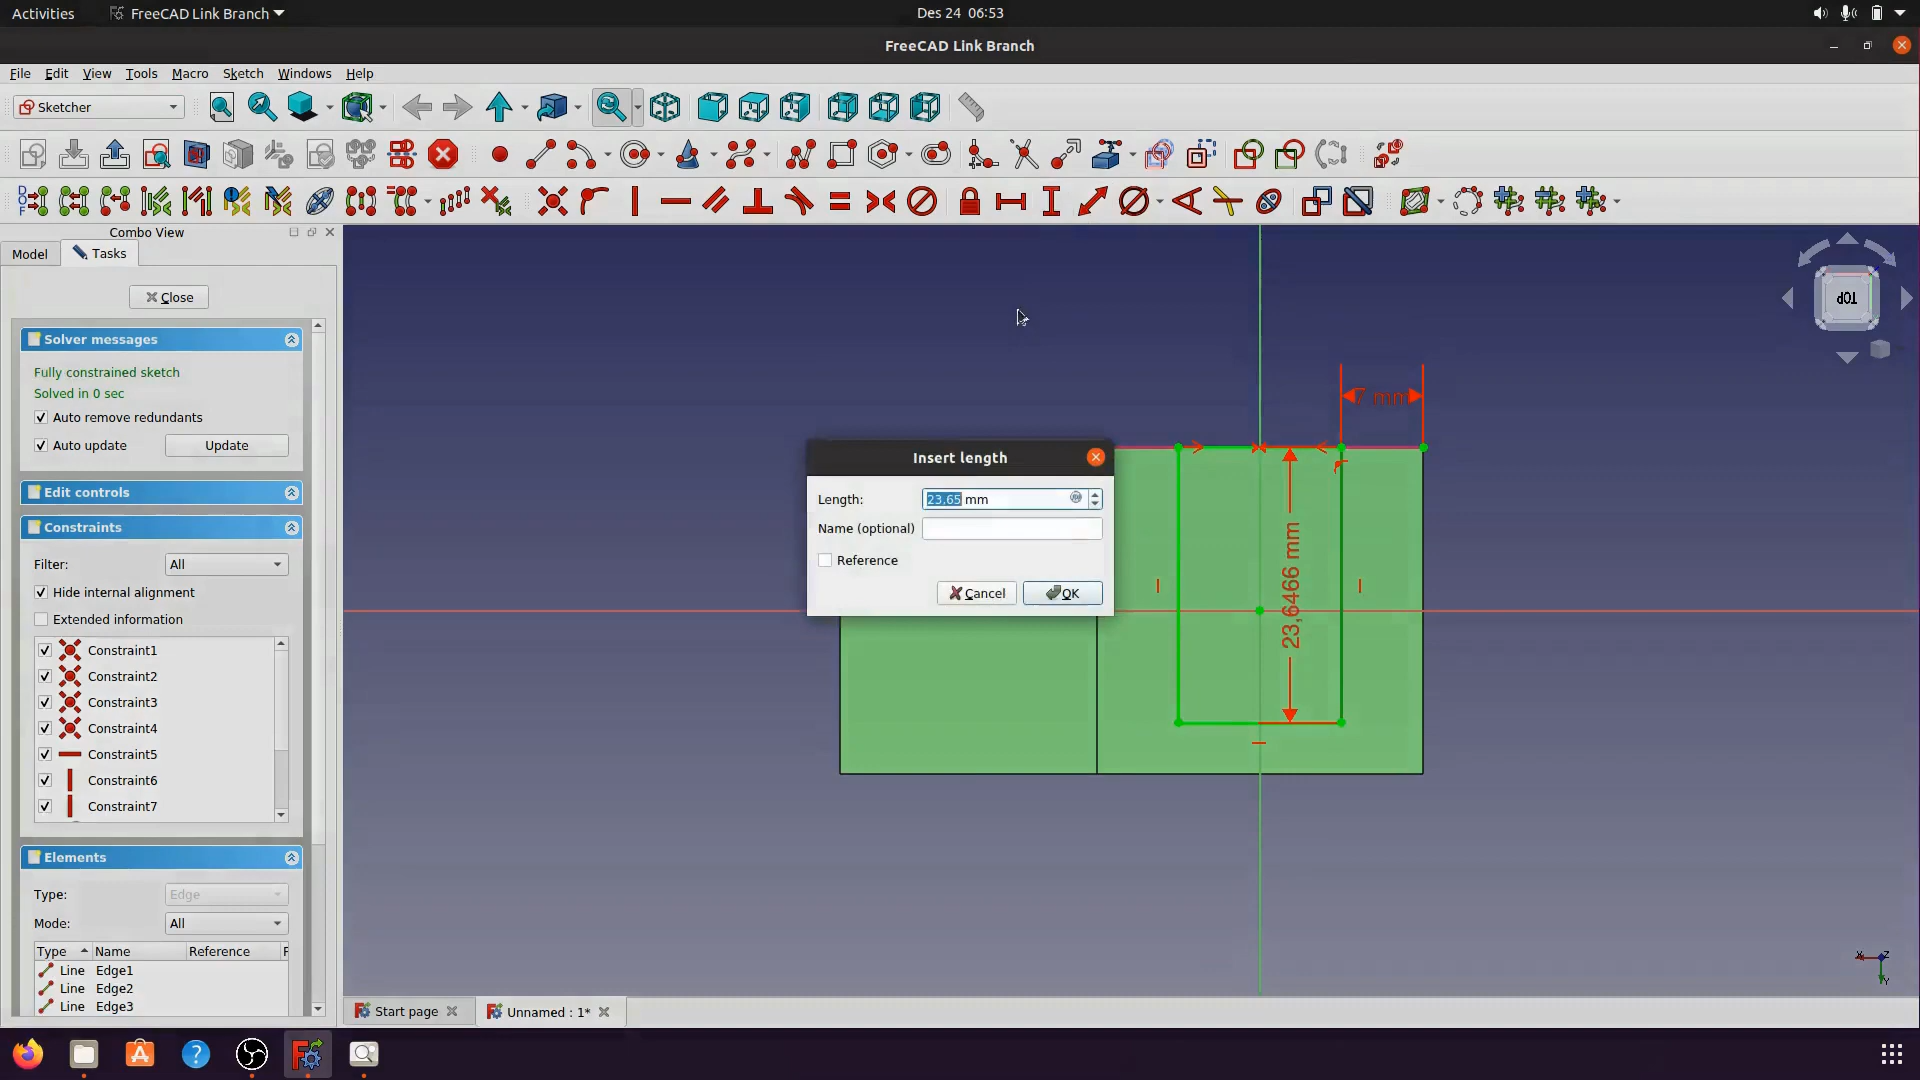 Activities
FreeCAD Link Branch
Des 24 06:53
FreeCAD Link Branch
File Edit View Tools Macro Sketch Windows Help
Sketcher
Combo View
Model
Tasks
Close
Solver messages
Fully constrained sketch
Solved in 0 sec
Auto remove redundants
Auto update
Update
Edit controls
Constraints
Filter:
All
Hide internal alignment
Extended information
Constraint1
Constraint2
Constraint3
Constraint4
Constraint5
Constraint6
Constraint7
Elements
Type:
Edge
Mode:
All
Type Name Reference F
Line Edge1
Line Edge2
Line Edge3
Insert length
Length:
23,65 mm
Name (optional)
Reference
Cancel
OK
7 mm
23,6466 mm
TOP
X
Z
Y
Start page
Unnamed : 1*